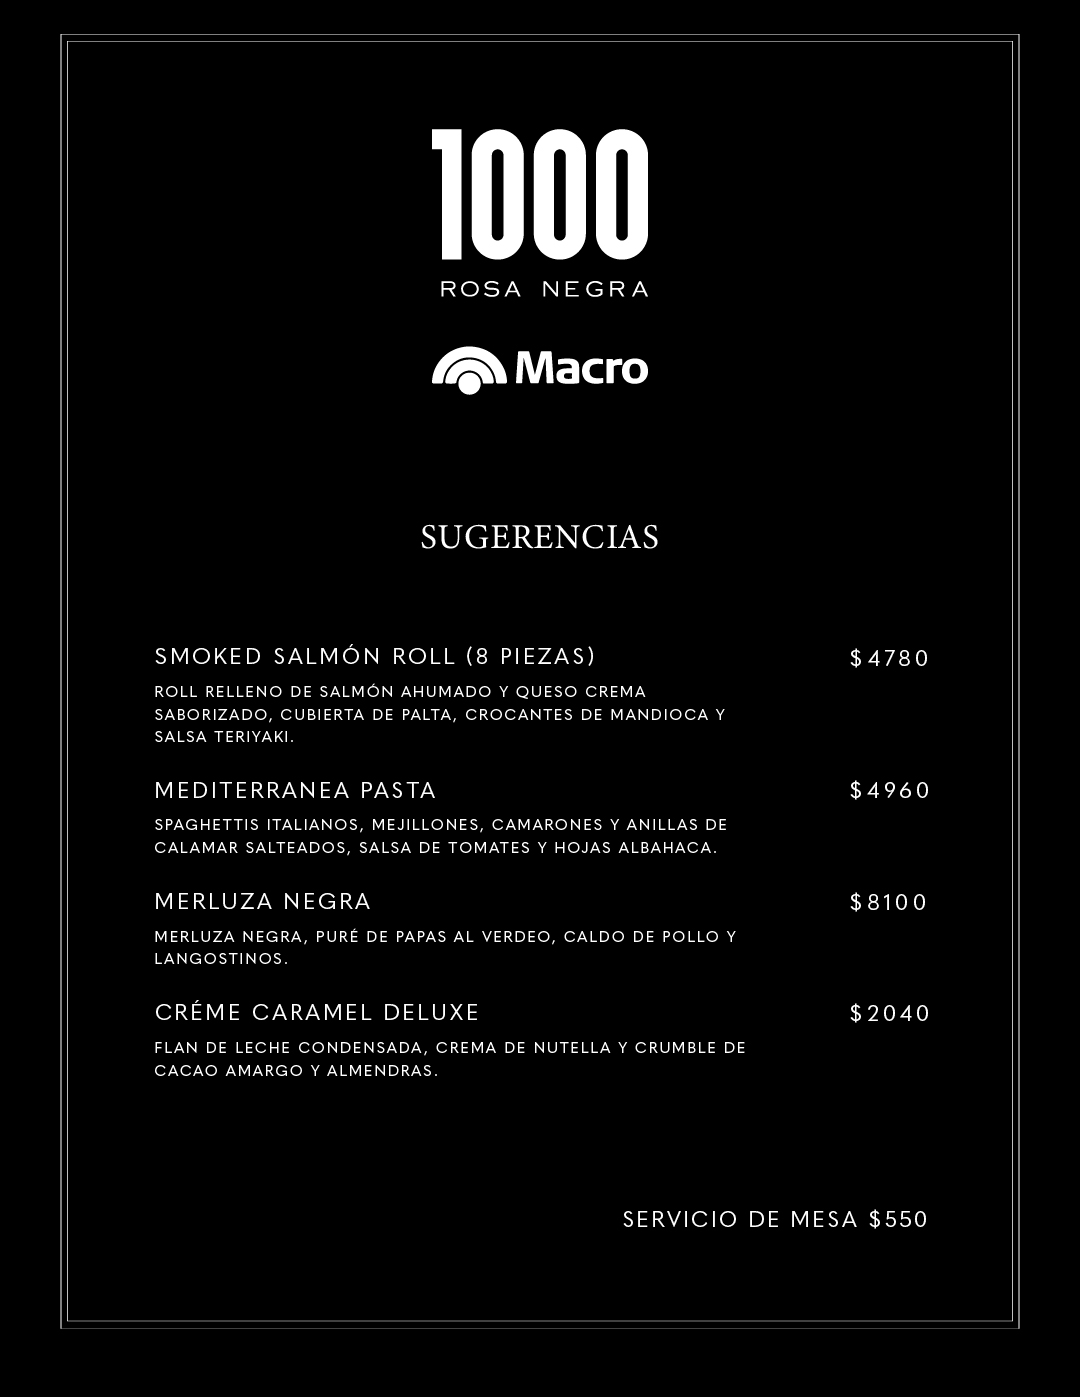 1000
ROSA NEGRA
Macro
SUGERENCIAS
SMOKED SALMÓN ROLL (8 PIEZAS) $4780
ROLL RELLENO DE SALMÓN AHUMADO Y QUESO CREMA
SABORIZADO, CUBIERTA DE PALTA, CROCANTES DE MANDIOCA Y
SALSA TERIYAKI.
MEDITERRANEA PASTA $4960
SPAGHETTIS ITALIANOS, MEJILLONES, CAMARONES Y ANILLAS DE
CALAMAR SALTEADOS, SALSA DE TOMATES Y HOJAS ALBAHACA.
MERLUZA NEGRA $8100
MERLUZA NEGRA, PURÉ DE PAPAS AL VERDEO, CALDO DE POLLO Y
LANGOSTINOS.
CRÉME CARAMEL DELUXE $2040
FLAN DE LECHE CONDENSADA, CREMA DE NUTELLA Y CRUMBLE DE
CACAO AMARGO Y ALMENDRAS.
SERVICIO DE MESA $550